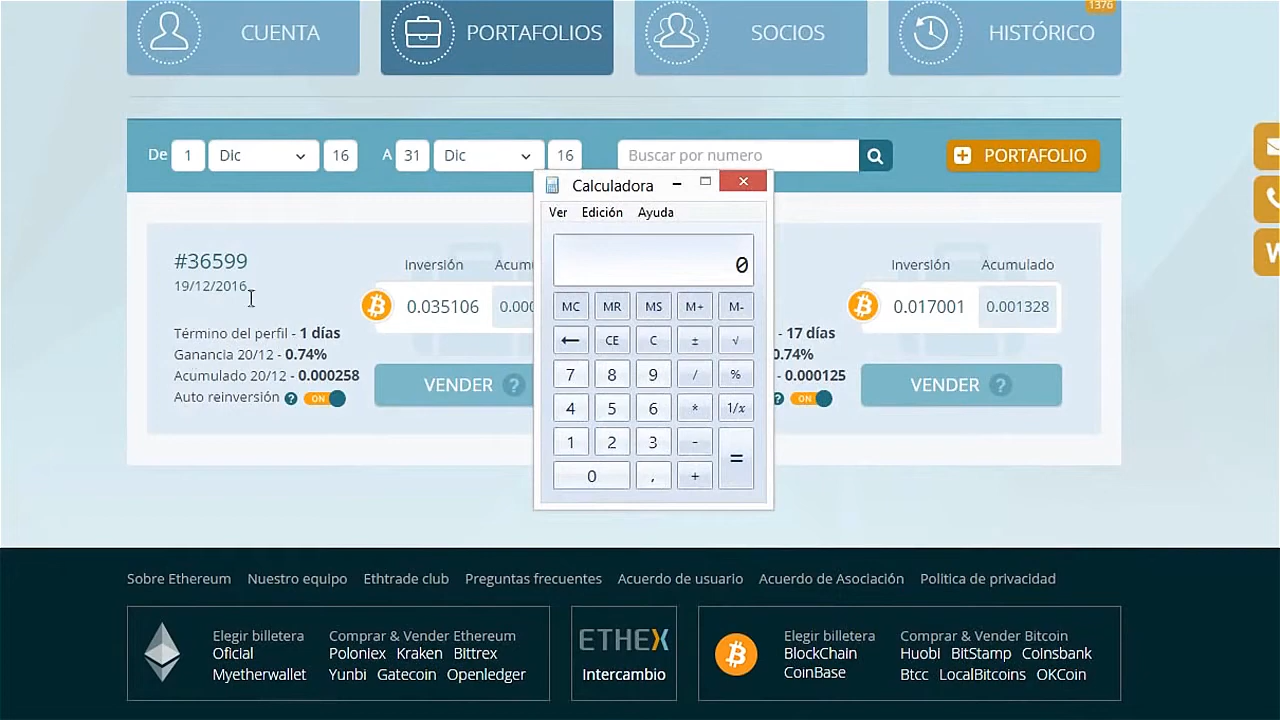 CUENTA
PORTAFOLIOS
SOCIOS
HISTÓRICO
1376
De 1 Dic 16 A 31 Dic 16
Buscar por numero
PORTAFOLIO
#36599
19/12/2016
Término del perfil - 1 días
Ganancia 20/12 - 0.74%
Acumulado 20/12 - 0.000258
Auto reinversión ? ON
Inversión
0.035106 0.000
VENDER ?
Calculadora
Ver Edición Ayuda
0
MC MR MS M+ M-
← CE C ± √
7 8 9 / %
4 5 6 * 1/x
1 2 3 - =
0 , +
- 17 días
0.74%
- 0.000125
? ON
Inversión Acumulado
0.017001 0.001328
VENDER ?
W
Sobre Ethereum Nuestro equipo Ethtrade club Preguntas frecuentes Acuerdo de usuario Acuerdo de Asociación Politica de privacidad
Elegir billetera
Oficial
Myetherwallet
Comprar & Vender Ethereum
Poloniex Kraken Bittrex
Yunbi Gatecoin Openledger
ETHEX
Intercambio
Elegir billetera
BlockChain
CoinBase
Comprar & Vender Bitcoin
Huobi BitStamp Coinsbank
Btcc LocalBitcoins OKCoin